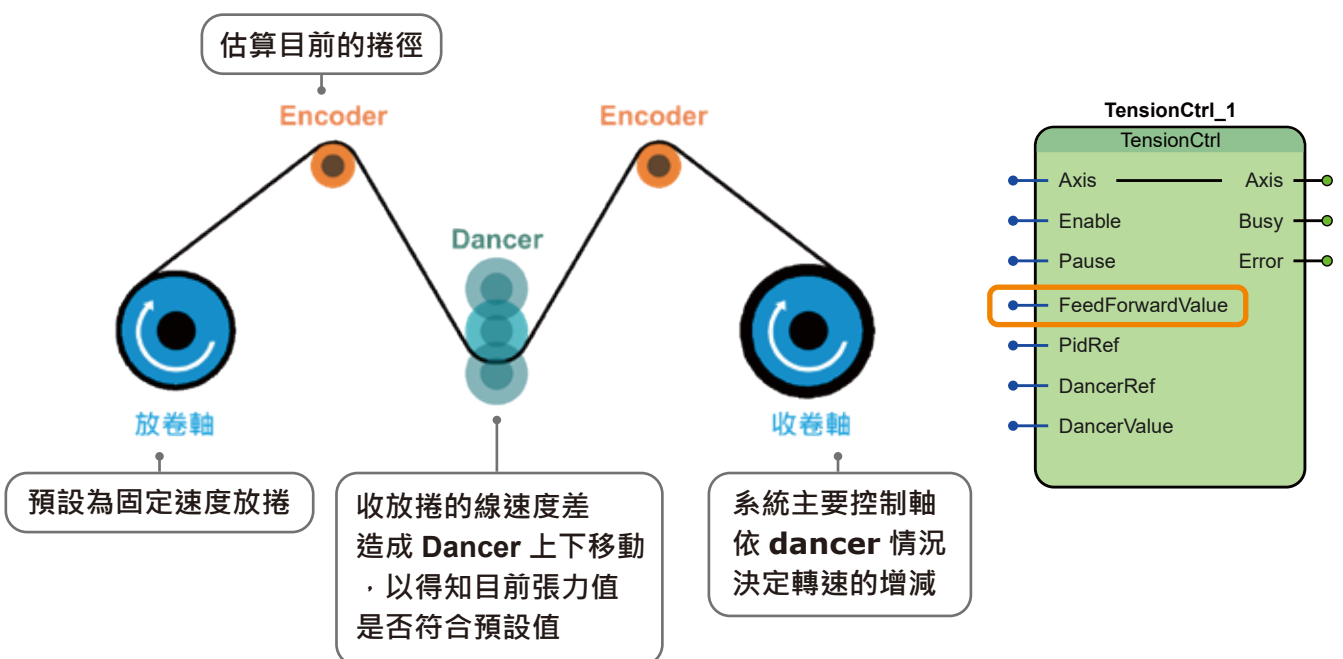 估算目前的捲徑
Encoder
Encoder
Dancer
放卷軸
收卷軸
預設為固定速度放捲
收放捲的線速度差
造成 Dancer 上下移動
，以得知目前張力值
是否符合預設值
系統主要控制軸
依 dancer 情況
決定轉速的增減
TensionCtrl_1
TensionCtrl
Axis Axis
Enable Busy
Pause Error
FeedForwardValue
PidRef
DancerRef
DancerValue